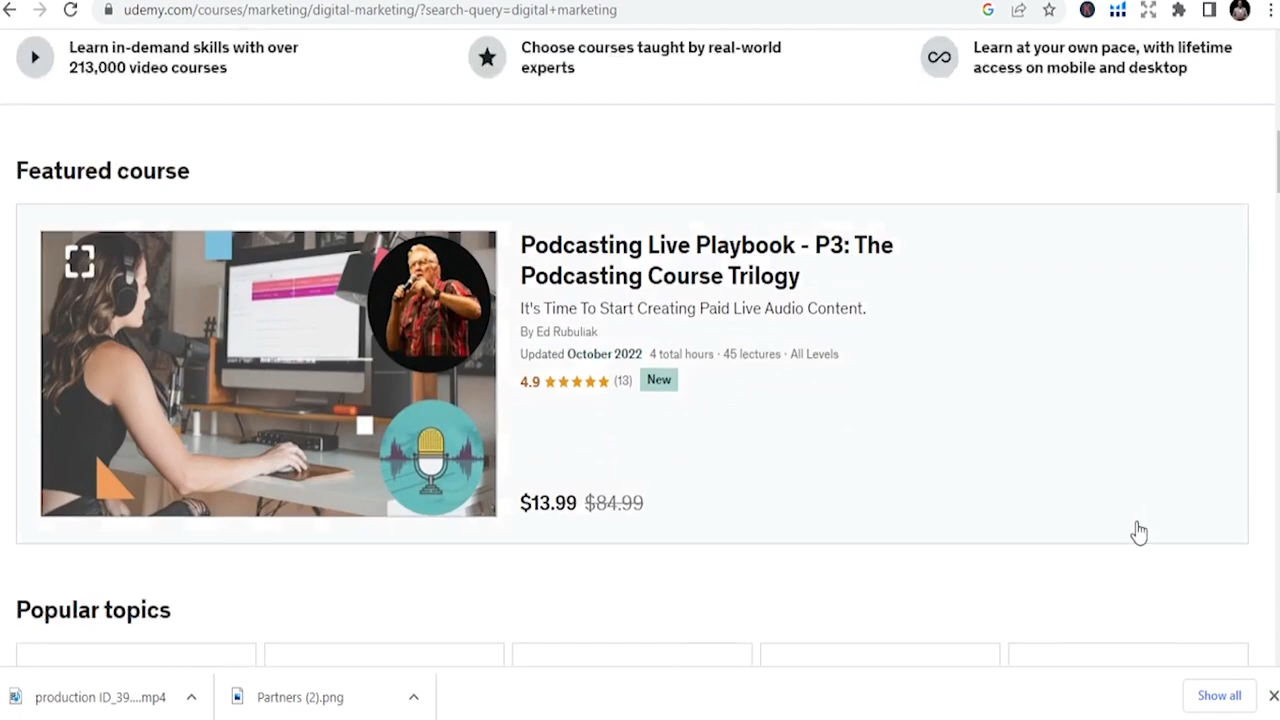 udemy.com/courses/marketing/digital-marketing/?search-query=digital+marketing
Learn in-demand skills with over
213,000 video courses
Choose courses taught by real-world
experts
Learn at your own pace, with lifetime
access on mobile and desktop
Featured course
Podcasting Live Playbook - P3: The
Podcasting Course Trilogy
It's Time To Start Creating Paid Live Audio Content.
By Ed Rubuliak
Updated October 2022 4 total hours · 45 lectures · All Levels
4.9 (13) New
$13.99 $84.99
Popular topics
production ID_39....mp4
Partners (2).png
Show all